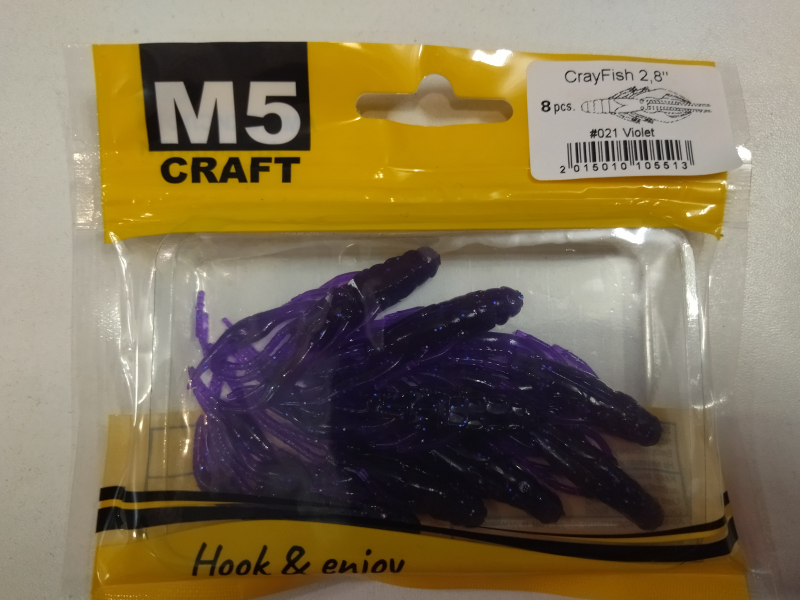 M5
CRAFT
CrayFish 2,8"
8 pcs.
#021 Violet
2 015010 105513
Hook & enjoy